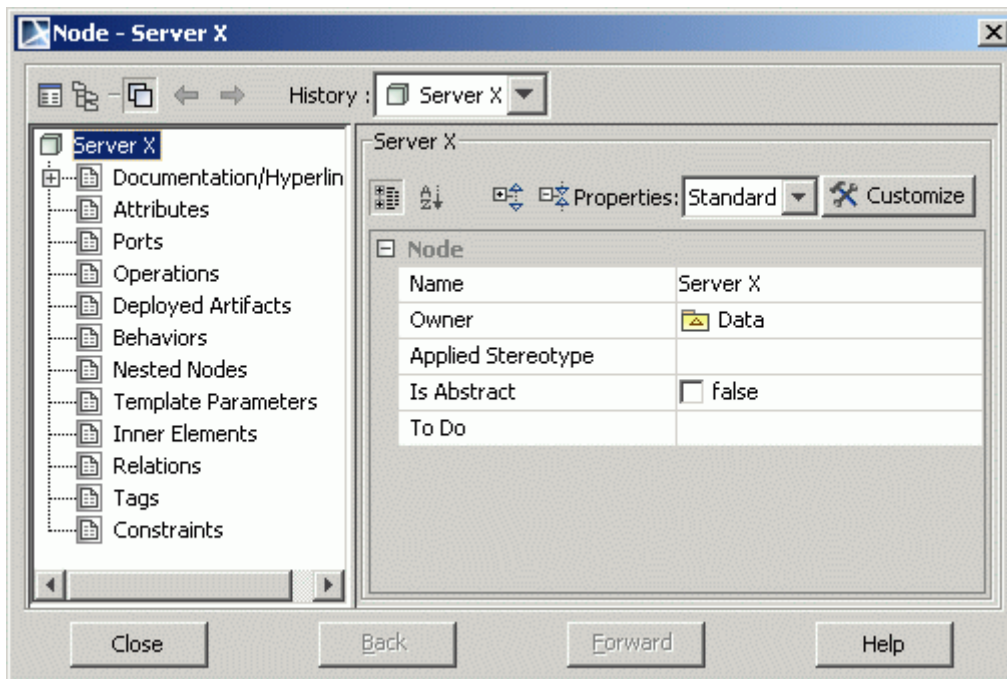 Node - Server X
History : Server X
Server X
Documentation/Hyperlin
Attributes
Ports
Operations
Deployed Artifacts
Behaviors
Nested Nodes
Template Parameters
Inner Elements
Relations
Tags
Constraints
Server X
Properties: Standard Customize
Node
Name Server X
Owner Data
Applied Stereotype
Is Abstract false
To Do
Close Back Forward Help